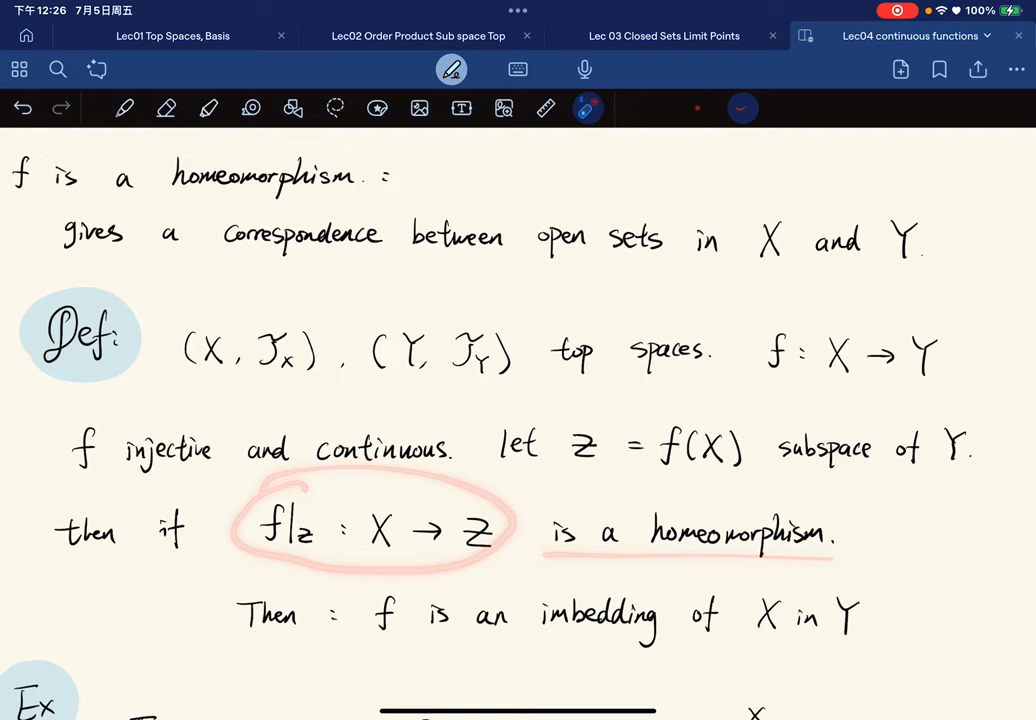 下午12:26 7月5日周五
100%
Lec01 Top Spaces, Basis
Lec02 Order Product Sub space Top
Lec 03 Closed Sets Limit Points
Lec04 continuous functions
f is a homeomorphism. :
gives a correspondence between open sets in X and Y.
Def: (X, 𝒯ₓ), (Y, 𝒯_Y) top spaces. f : X → Y
f injective and continuous. let Z = f(X) subspace of Y.
then if f|_Z : X → Z is a homeomorphism.
Then : f is an imbedding of X in Y
Ex